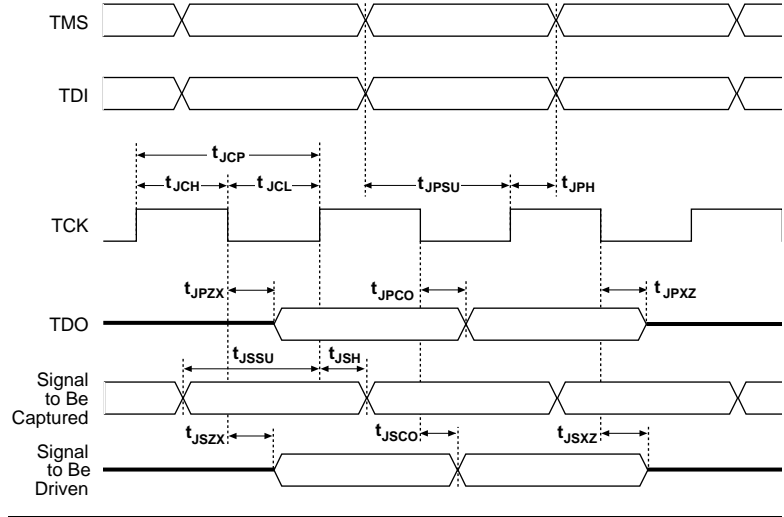 TMS
TDI
tJCP
tJCH tJCL tJPSU tJPH
TCK
tJPZX tJPCO tJPXZ
TDO
tJSSU tJSH
Signal
to Be
Captured
tJSZX tJSCO tJSXZ
Signal
to Be
Driven